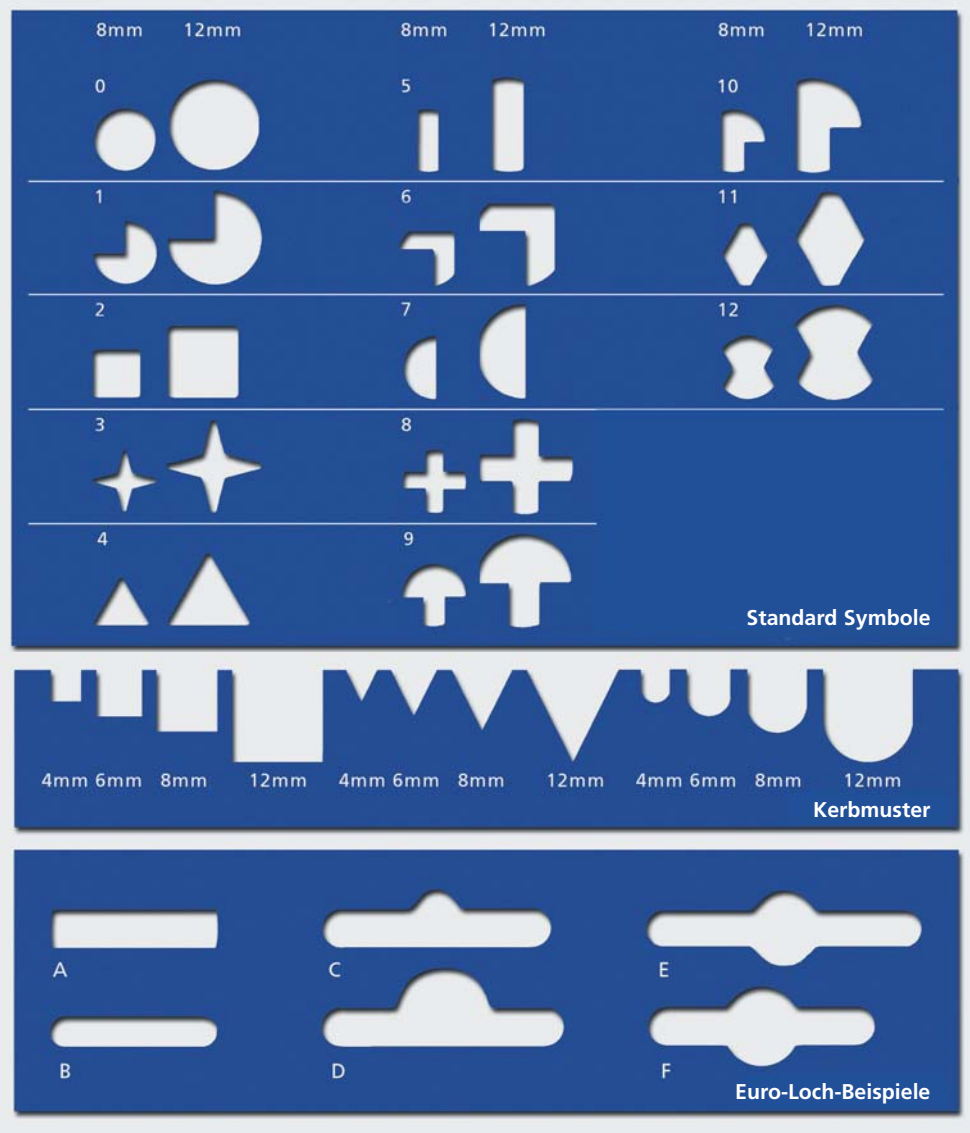 8mm 12mm 8mm 12mm 8mm 12mm
0 5 10
1 6 11
2 7 12
3 8
4 9
Standard Symbole
4mm 6mm 8mm 12mm 4mm 6mm 8mm 12mm 4mm 6mm 8mm 12mm
Kerbmuster
A C E
B D F
Euro-Loch-Beispiele